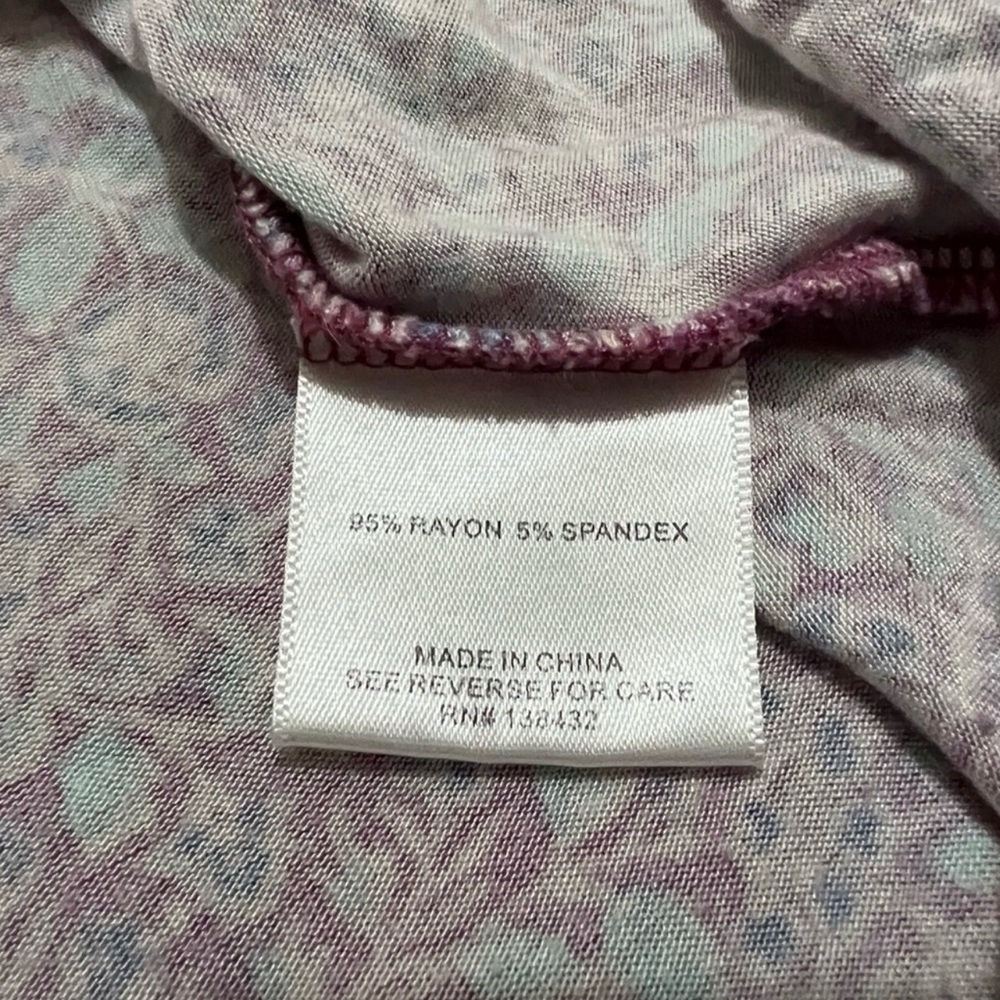 95% RAYON 5% SPANDEX
MADE IN CHINA
SEE REVERSE FOR CARE
RN# 138432